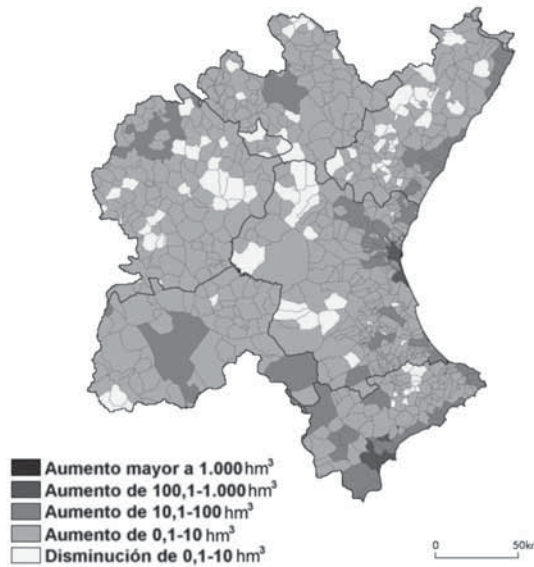 Aumento mayor a 1.000 hm³
Aumento de 100,1-1.000 hm³
Aumento de 10,1-100 hm³
Aumento de 0,1-10 hm³
Disminución de 0,1-10 hm³
0 50km